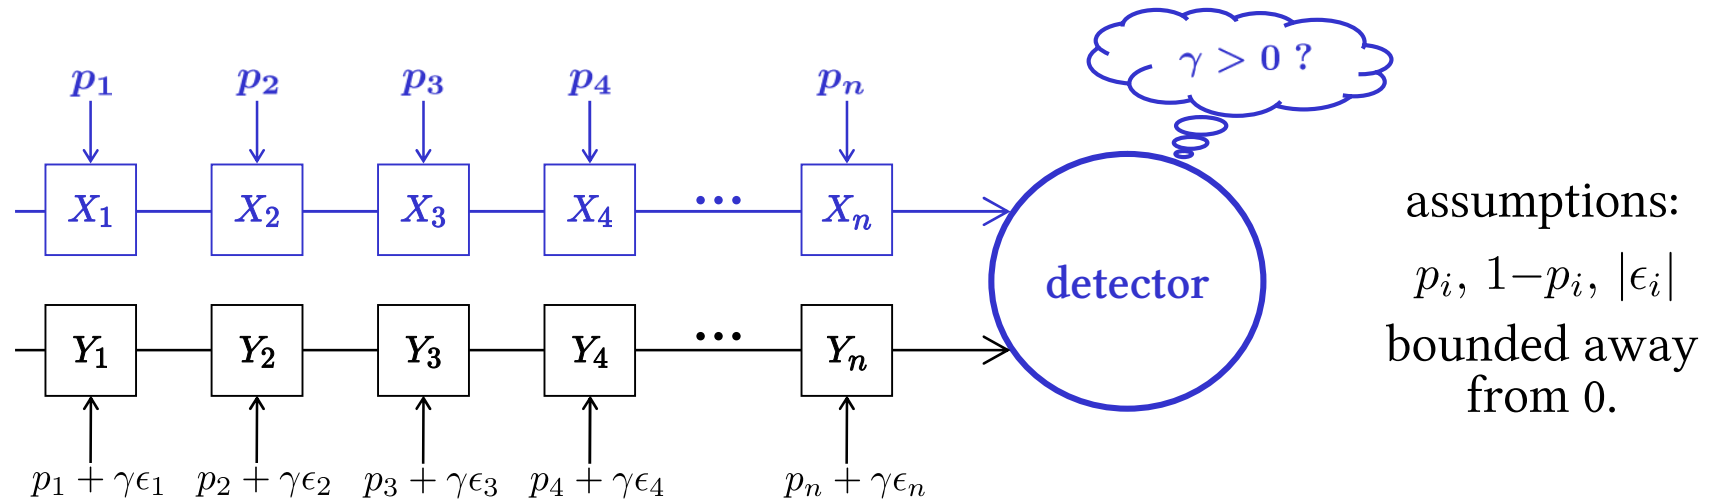 γ > 0 ?
p₁ p₂ p₃ p₄ pₙ
X₁ X₂ X₃ X₄ ... Xₙ
detector
Y₁ Y₂ Y₃ Y₄ ... Yₙ
p₁ + γϵ₁ p₂ + γϵ₂ p₃ + γϵ₃ p₄ + γϵ₄ pₙ + γϵₙ
assumptions:
pᵢ, 1−pᵢ, |ϵᵢ|
bounded away
from 0.